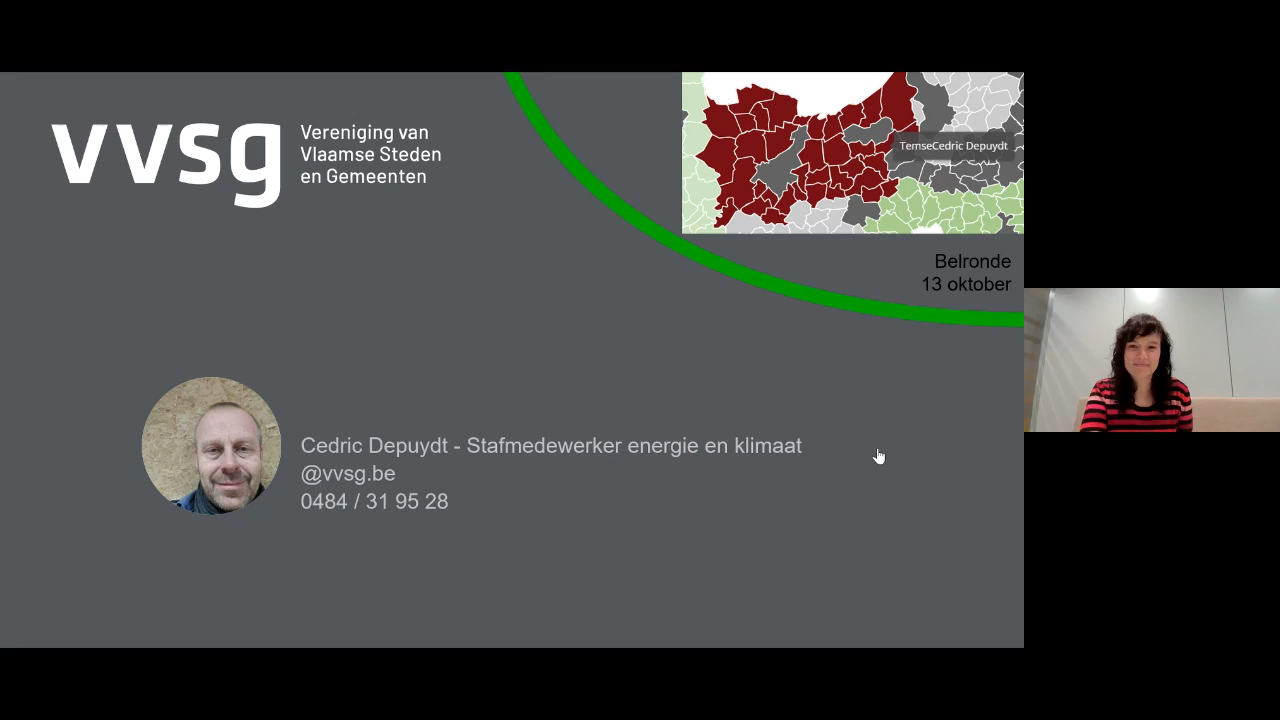 vvsg
Vereniging van
Vlaamse Steden
en Gemeenten
TemseCedric Depuydt
Belronde
13 oktober
Cedric Depuydt - Stafmedewerker energie en klimaat
@vvsg.be
0484 / 31 95 28